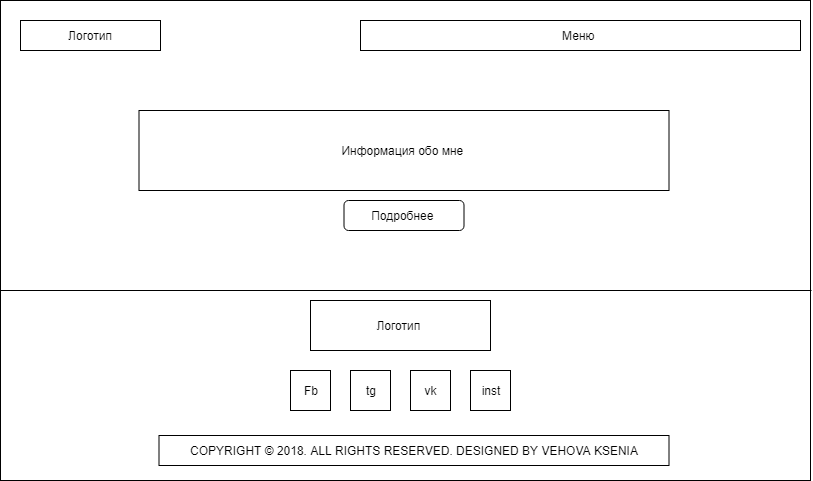 Логотип
Меню
Информация обо мне
Подробнее
Логотип
Fb
tg
vk
inst
COPYRIGHT © 2018. ALL RIGHTS RESERVED. DESIGNED BY VEHOVA KSENIA